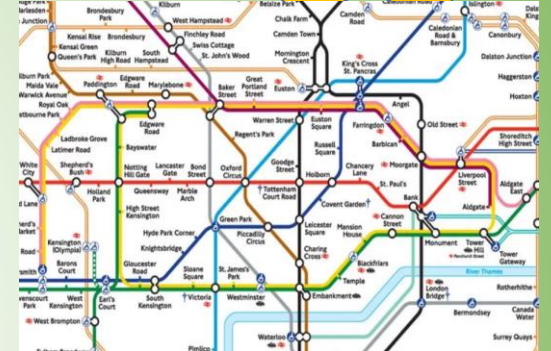 Brondesbury
Park
Kilburn
West Hampstead
Belsize Park
Caledonian Road
Islington
Kensal Rise
Brondesbury
Finchley Road
Chalk Farm
Camden
Road
Canonbury
Kensal Green
Kilburn
High Road
South
Hampstead
Swiss Cottage
Camden Town
Caledonian
Road &
Barnsbury
Queen's Park
St. John's Wood
Mornington
Crescent
Dalston Junction
Kilburn Park
Maida Vale
Warwick Avenue
Paddington
Edgware
Road
Marylebone
Baker
Street
Great
Portland
Street
Euston
King's Cross
St. Pancras
Haggerston
Hoxton
Royal Oak
Westbourne Park
Edgware
Road
Warren Street
Euston
Square
Angel
Farringdon
Old Street
Ladbroke Grove
Latimer Road
Regent's Park
Barbican
Shoreditch
High Street
Bayswater
Russell
Square
Moorgate
White
City
Shepherd's
Bush
Notting
Hill Gate
Lancaster
Gate
Bond
Street
Oxford
Circus
Goodge
Street
Holborn
Chancery
Lane
Liverpool
Street
Holland
Park
Queensway
Marble
Arch
Tottenham
Court Road
St. Paul's
Aldgate
East
High Street
Kensington
Covent Garden
Bank
Aldgate
Green Park
Leicester
Square
Cannon
Street
Mansion
House
Hyde Park Corner
Piccadilly
Circus
Monument
Tower
Hill
Fenchurch Street
Tower
Gateway
Kensington
(Olympia)
Knightsbridge
Charing
Cross
Blackfriars
Barons
Court
Gloucester
Road
Sloane
Square
St. James's
Park
Temple
River Thames
West
Kensington
Earl's
Court
South
Kensington
Victoria
Westminster
Embankment
London
Bridge
Rotherhithe
Bermondsey
Canada
Water
West Brompton
Pimlico
Waterloo
Surrey Quays